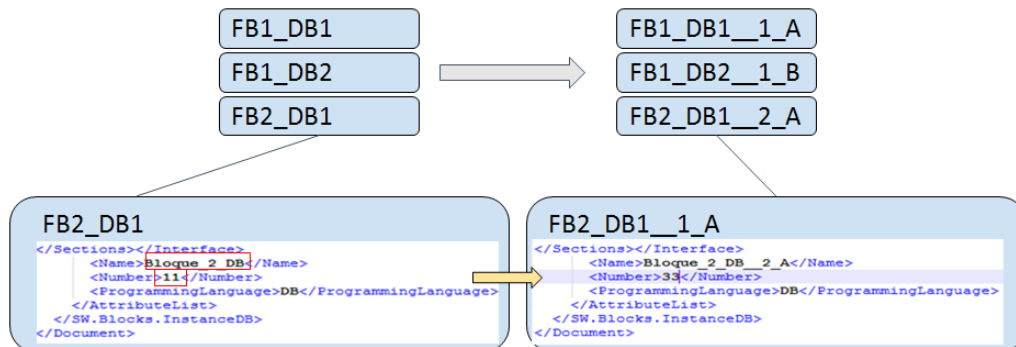 FB1_DB1
FB1_DB2
FB2_DB1
FB1_DB1__1_A
FB1_DB2__1_B
FB2_DB1__2_A
FB2_DB1
</Sections></Interface>
<Name>Bloque_2_DB</Name>
<Number>11</Number>
<ProgrammingLanguage>DB</ProgrammingLanguage>
</AttributeList>
</SW.Blocks.InstanceDB>
</Document>
FB2_DB1__1_A
</Sections></Interface>
<Name>Bloque_2_DB__2_A</Name>
<Number>33</Number>
<ProgrammingLanguage>DB</ProgrammingLanguage>
</AttributeList>
</SW.Blocks.InstanceDB>
</Document>